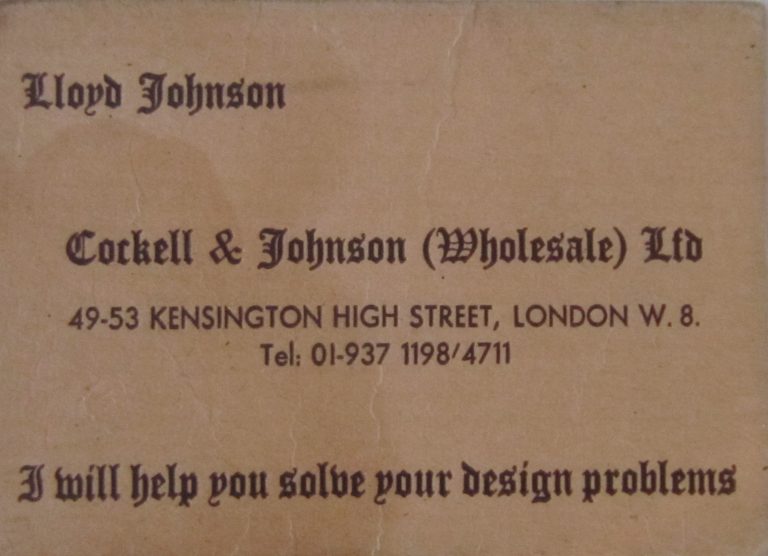 Lloyd Johnson
Cockell & Johnson (Wholesale) Ltd
49-53 KENSINGTON HIGH STREET, LONDON W. 8.
Tel: 01-937 1198/4711
I will help you solve your design problems